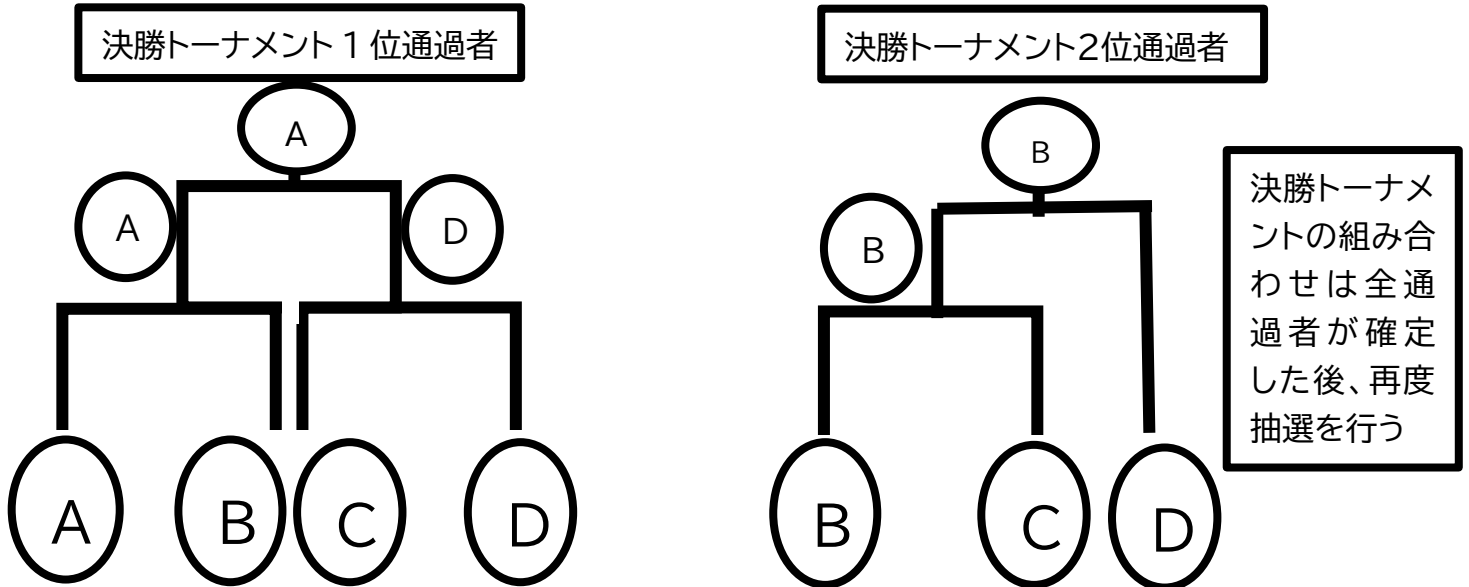 決勝トーナメント1位通過者
A
A
D
A
B
C
D
決勝トーナメント2位通過者
B
B
B
C
D
決勝トーナメ
ントの組み合
わせは全通
過者が確定
した後、再度
抽選を行う